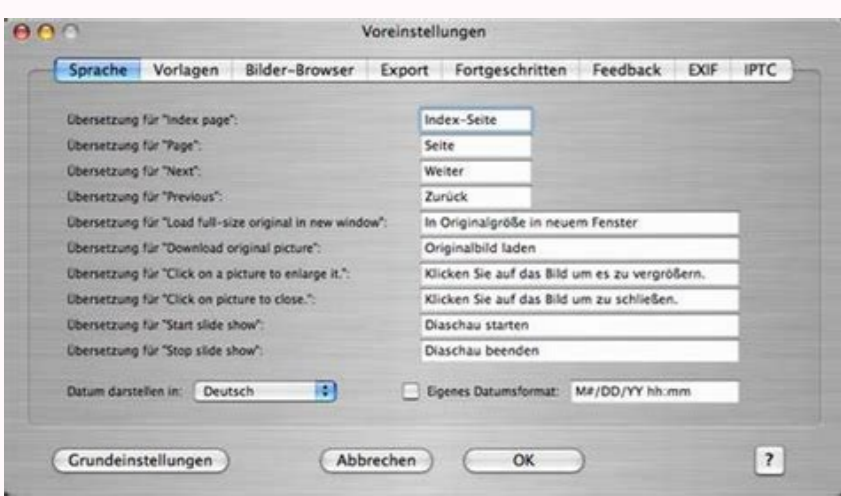 Voreinstellungen
Sprache Vorlagen Bilder-Browser Export Fortgeschritten Feedback EXIF IPTC
Übersetzung für "Index page": Index-Seite
Übersetzung für "Page": Seite
Übersetzung für "Next": Weiter
Übersetzung für "Previous": Zurück
Übersetzung für "Load full-size original in new window": In Originalgröße in neuem Fenster
Übersetzung für "Download original picture": Originalbild laden
Übersetzung für "Click on a picture to enlarge it.": Klicken Sie auf das Bild um es zu vergrößern.
Übersetzung für "Click on picture to close.": Klicken Sie auf das Bild um zu schließen.
Übersetzung für "Start slide show": Diaschau starten
Übersetzung für "Stop slide show": Diaschau beenden
Datum darstellen in: Deutsch Eigenes Datumsformat: M#/DD/YY hh:mm
Grundeinstellungen Abbrechen OK ?